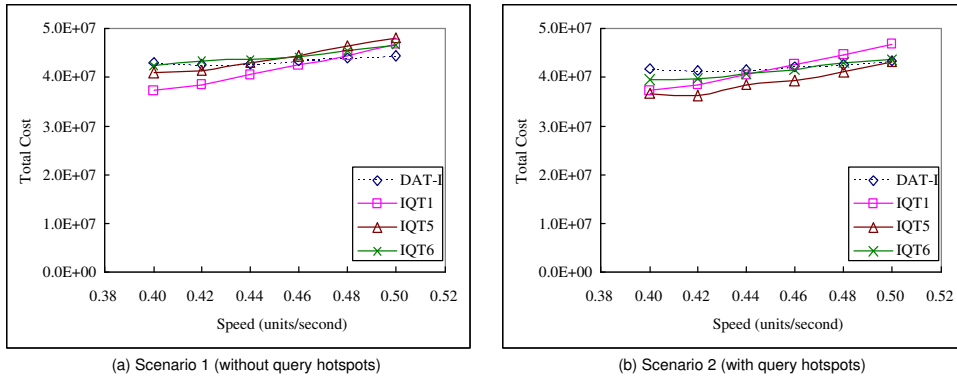 5.0E+07
4.0E+07
3.0E+07
2.0E+07
1.0E+07
0.0E+00
Total Cost
0.38 0.40 0.42 0.44 0.46 0.48 0.50 0.52
Speed (units/second)
DAT-I
IQT1
IQT5
IQT6
(a) Scenario 1 (without query hotspots)
5.0E+07
4.0E+07
3.0E+07
2.0E+07
1.0E+07
0.0E+00
Total Cost
0.38 0.40 0.42 0.44 0.46 0.48 0.50 0.52
Speed (units/second)
DAT-I
IQT1
IQT5
IQT6
(b) Scenario 2 (with query hotspots)